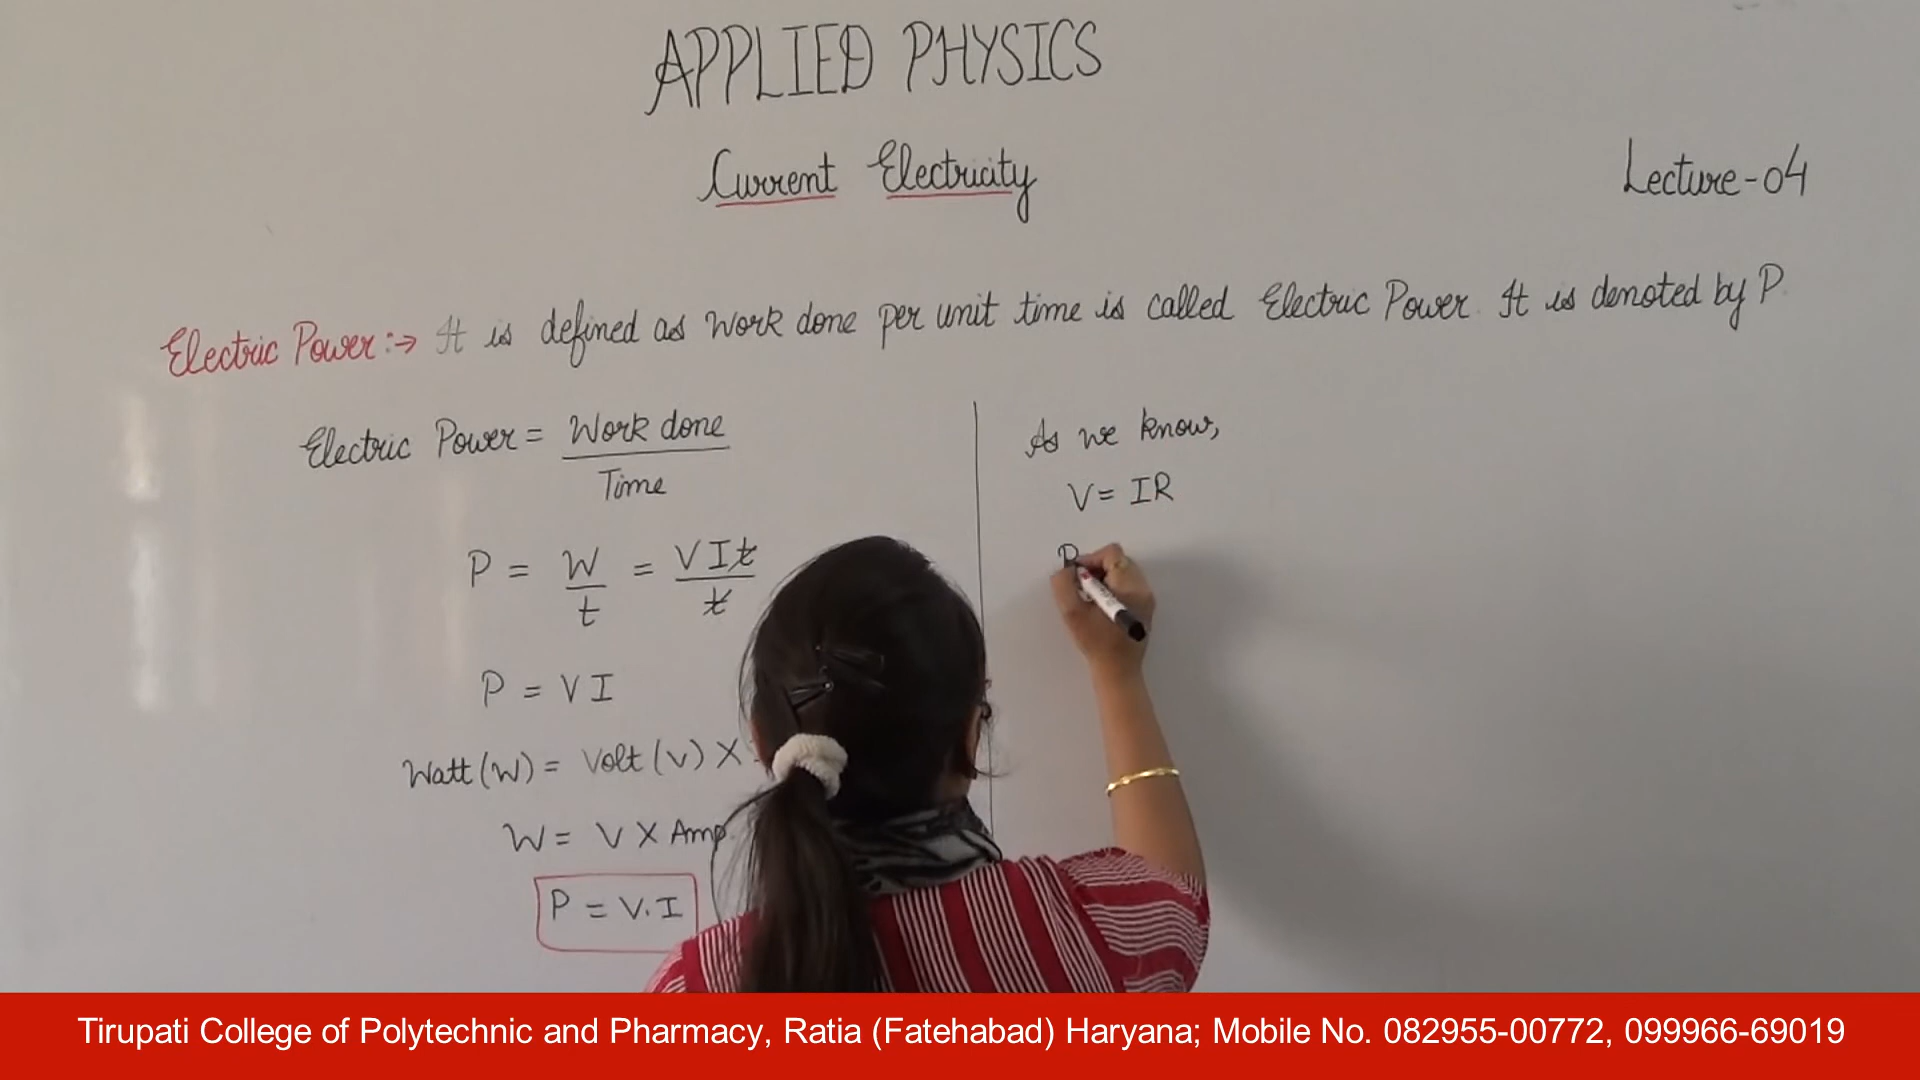 APPLIED PHYSICS
Current Electricity
Lecture-04
Electric Power:→ It is defined as Work done per unit time is called Electric Power. It is denoted by P.
Electric Power = Work done
Time
P = W/t = VIt/t
P = VI
Watt(W) = Volt(v) X
W = V X Amp.
P = V.I
As we know,
V = IR
P
Tirupati College of Polytechnic and Pharmacy, Ratia (Fatehabad) Haryana; Mobile No. 082955-00772, 099966-69019